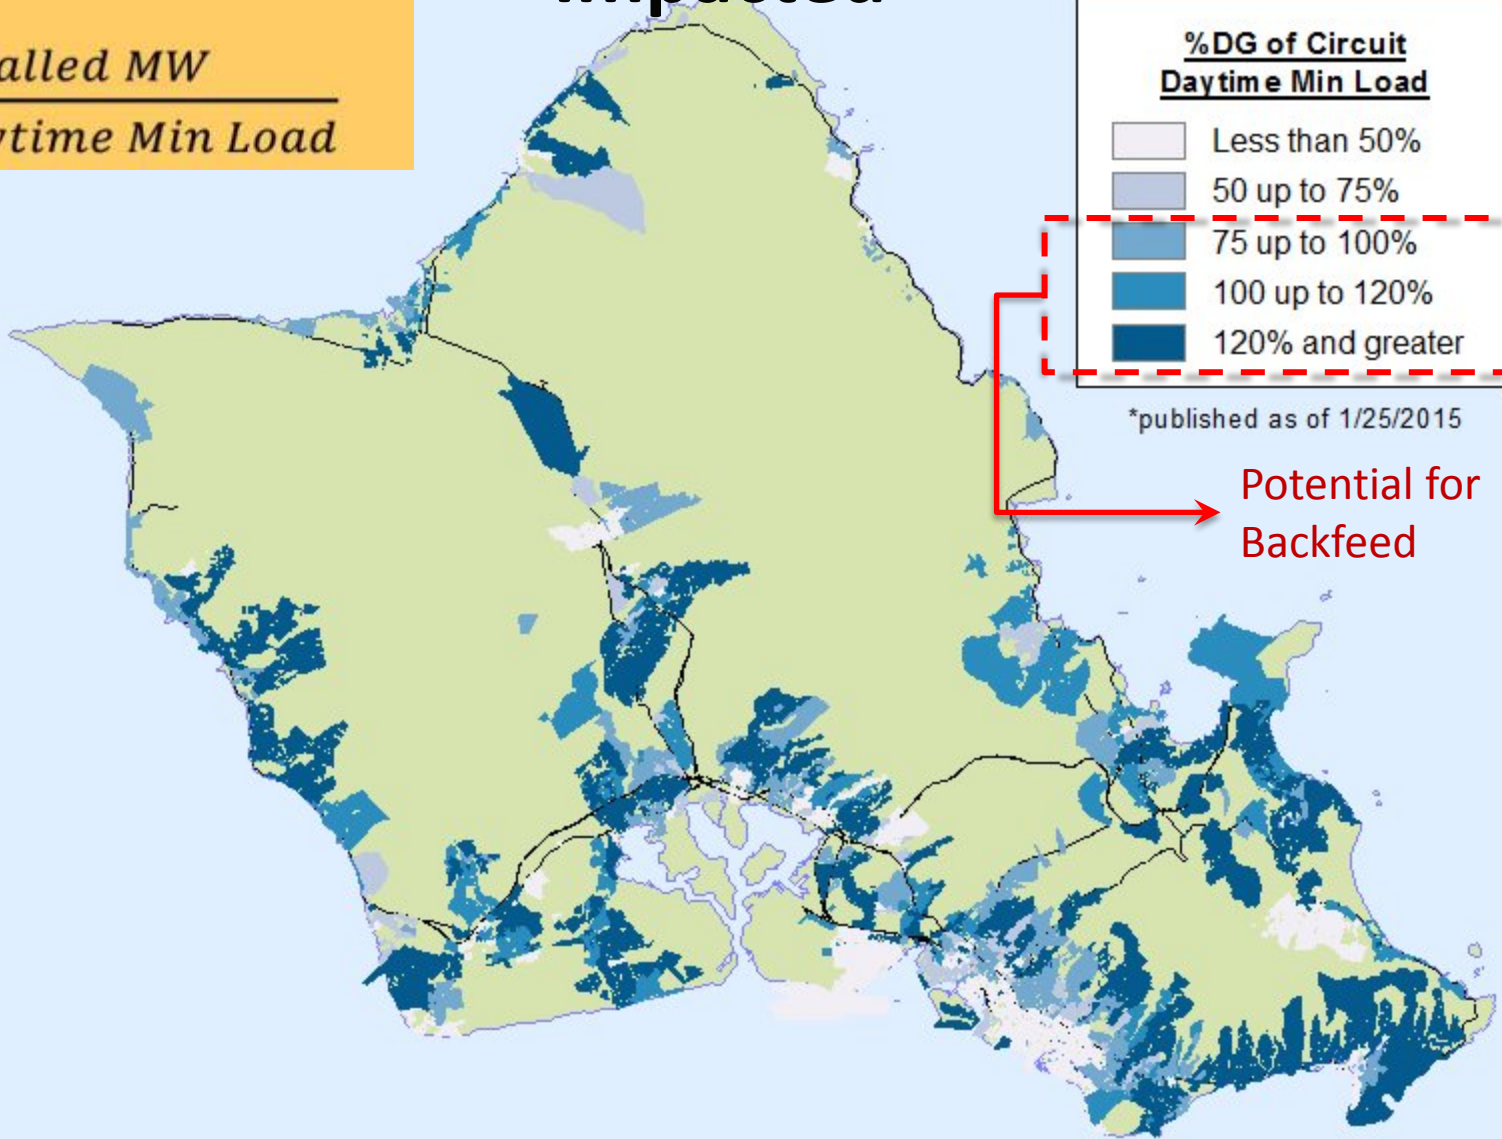 Impacted
alled MW
ytime Min Load
%DG of Circuit
Daytime Min Load
Less than 50%
50 up to 75%
75 up to 100%
100 up to 120%
120% and greater
*published as of 1/25/2015
Potential for
Backfeed